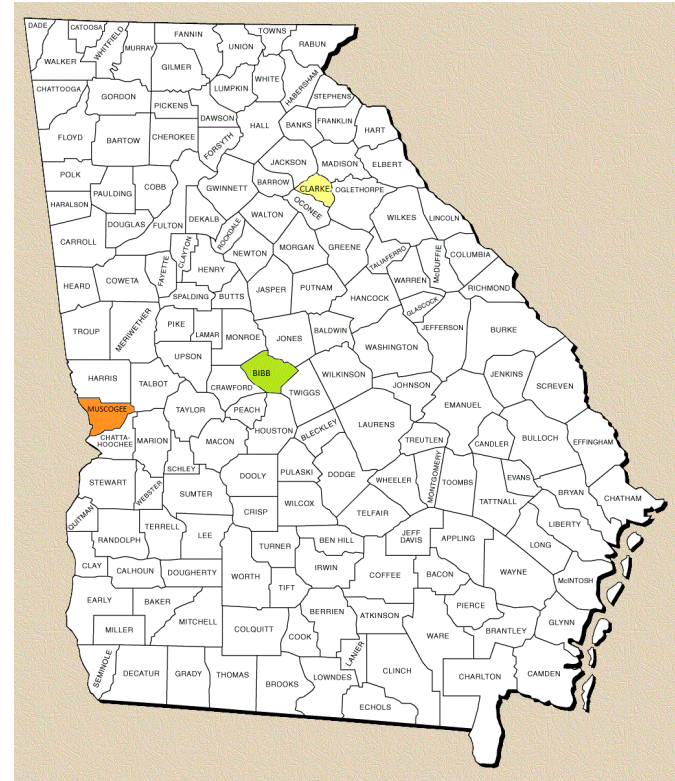 DADE
CATOOSA
WHITFIELD
MURRAY
FANNIN
UNION
TOWNS
RABUN
WALKER
GILMER
LUMPKIN
WHITE
HABERSHAM
STEPHENS
CHATTOOGA
GORDON
PICKENS
DAWSON
HALL
BANKS
FRANKLIN
HART
FLOYD
BARTOW
CHEROKEE
FORSYTH
JACKSON
MADISON
ELBERT
POLK
PAULDING
COBB
GWINNETT
BARROW
CLARKE
OGLETHORPE
OCONEE
HARALSON
DOUGLAS
FULTON
DEKALB
ROCKDALE
WALTON
WILKES
LINCOLN
CARROLL
CLAYTON
FAYETTE
HENRY
NEWTON
MORGAN
GREENE
TALIAFERRO
McDUFFIE
COLUMBIA
HEARD
COWETA
SPALDING
BUTTS
JASPER
PUTNAM
HANCOCK
WARREN
RICHMOND
GLASCOCK
TROUP
MERIWETHER
PIKE
LAMAR
MONROE
JONES
BALDWIN
WASHINGTON
JEFFERSON
BURKE
UPSON
HARRIS
TALBOT
CRAWFORD
BIBB
TWIGGS
WILKINSON
JOHNSON
JENKINS
SCREVEN
MUSCOGEE
TAYLOR
PEACH
HOUSTON
BLECKLEY
LAURENS
EMANUEL
CHATTA-
HOOCHEE
MARION
MACON
TREUTLEN
CANDLER
BULLOCH
EFFINGHAM
STEWART
WEBSTER
SCHLEY
SUMTER
DOOLY
PULASKI
DODGE
WHEELER
MONTGOMERY
TOOMBS
EVANS
TATTNALL
BRYAN
CHATHAM
QUITMAN
CRISP
WILCOX
TELFAIR
LIBERTY
RANDOLPH
TERRELL
LEE
TURNER
BEN HILL
JEFF
DAVIS
APPLING
LONG
CLAY
CALHOUN
DOUGHERTY
WORTH
TIFT
IRWIN
COFFEE
BACON
WAYNE
McINTOSH
EARLY
BAKER
MITCHELL
BERRIEN
ATKINSON
PIERCE
GLYNN
MILLER
COLQUITT
COOK
LANIER
WARE
BRANTLEY
SEMINOLE
DECATUR
GRADY
THOMAS
BROOKS
LOWNDES
CLINCH
CHARLTON
CAMDEN
ECHOLS